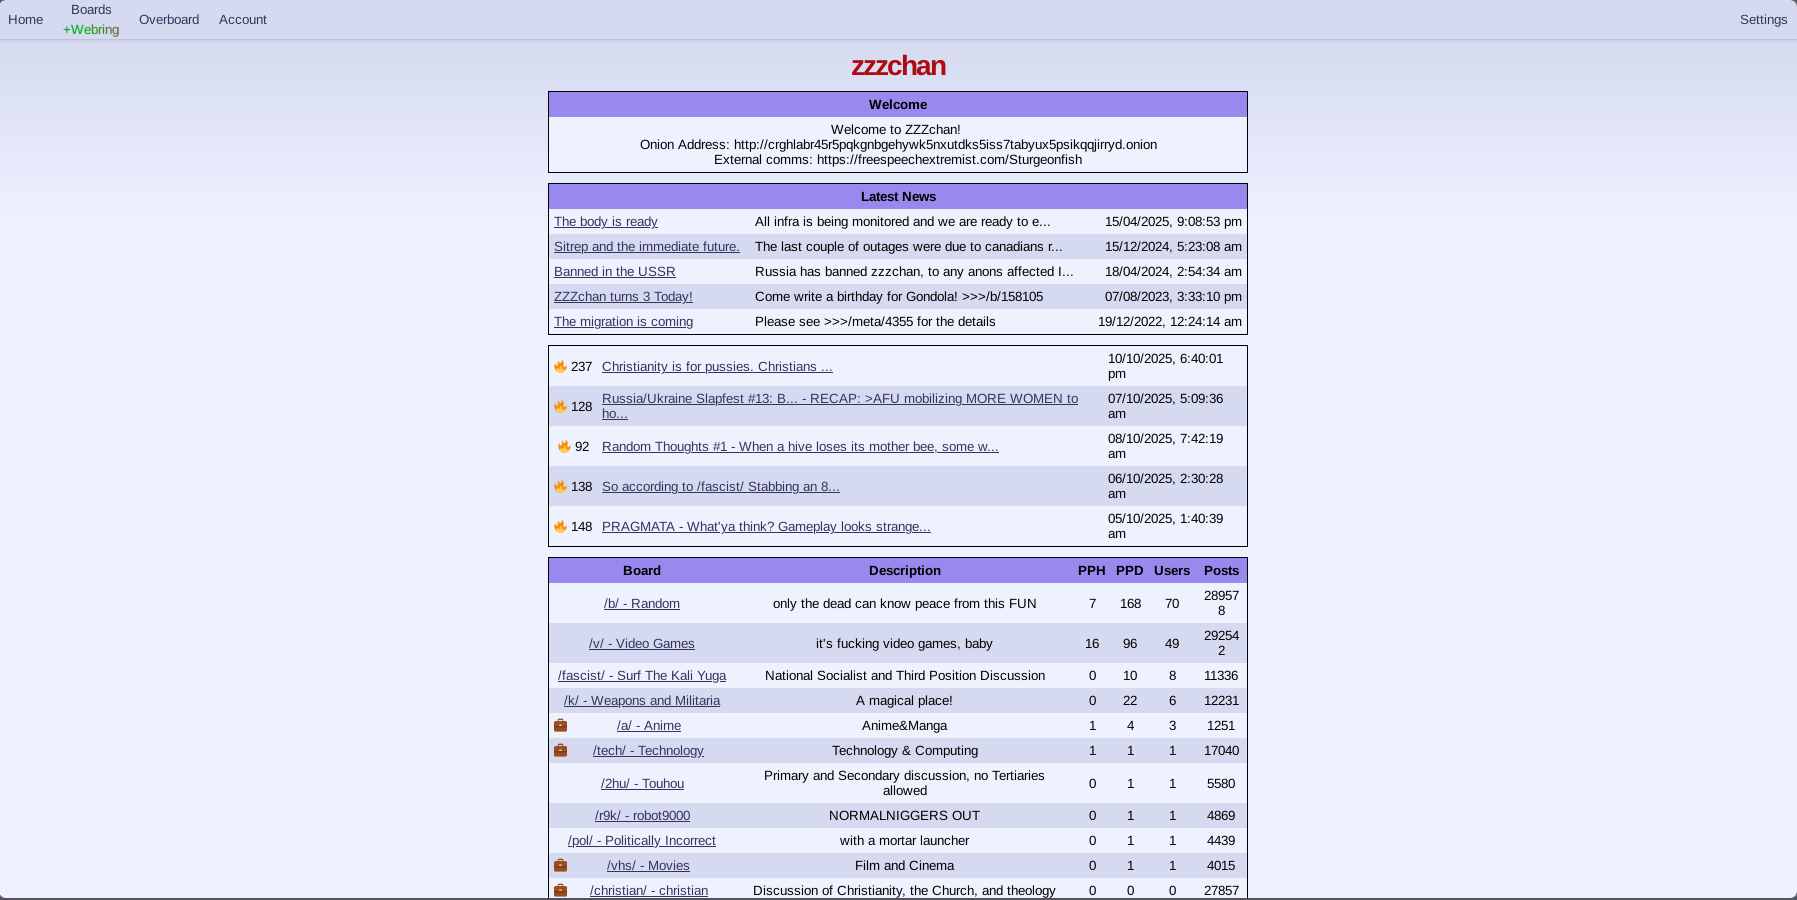 Home
Boards
+Webring
Overboard
Account
Settings
zzzchan
Welcome
Welcome to ZZZchan!
Onion Address: http://crghlabr45r5pqkgnbgehywk5nxutdks5iss7tabyux5psikqqjirryd.onion
External comms: https://freespeechextremist.com/Sturgeonfish
Latest News
The body is ready All infra is being monitored and we are ready to e... 15/04/2025, 9:08:53 pm
Sitrep and the immediate future. The last couple of outages were due to canadians r... 15/12/2024, 5:23:08 am
Banned in the USSR Russia has banned zzzchan, to any anons affected I... 18/04/2024, 2:54:34 am
ZZZchan turns 3 Today! Come write a birthday for Gondola! >>>/b/158105 07/08/2023, 3:33:10 pm
The migration is coming Please see >>>/meta/4355 for the details 19/12/2022, 12:24:14 am
237 Christianity is for pussies. Christians ... 10/10/2025, 6:40:01
pm
128 Russia/Ukraine Slapfest #13: B... - RECAP: >AFU mobilizing MORE WOMEN to
ho... 07/10/2025, 5:09:36
am
92 Random Thoughts #1 - When a hive loses its mother bee, some w... 08/10/2025, 7:42:19
am
138 So according to /fascist/ Stabbing an 8... 06/10/2025, 2:30:28
am
148 PRAGMATA - What'ya think? Gameplay looks strange... 05/10/2025, 1:40:39
am
Board Description PPH PPD Users Posts
/b/ - Random only the dead can know peace from this FUN 7 168 70 28957
8
/v/ - Video Games it's fucking video games, baby 16 96 49 29254
2
/fascist/ - Surf The Kali Yuga National Socialist and Third Position Discussion 0 10 8 11336
/k/ - Weapons and Militaria A magical place! 0 22 6 12231
/a/ - Anime Anime&Manga 1 4 3 1251
/tech/ - Technology Technology & Computing 1 1 1 17040
/2hu/ - Touhou Primary and Secondary discussion, no Tertiaries
allowed 0 1 1 5580
/r9k/ - robot9000 NORMALNIGGERS OUT 0 1 1 4869
/pol/ - Politically Incorrect with a mortar launcher 0 1 1 4439
/vhs/ - Movies Film and Cinema 0 1 1 4015
/christian/ - christian Discussion of Christianity, the Church, and theology 0 0 0 27857